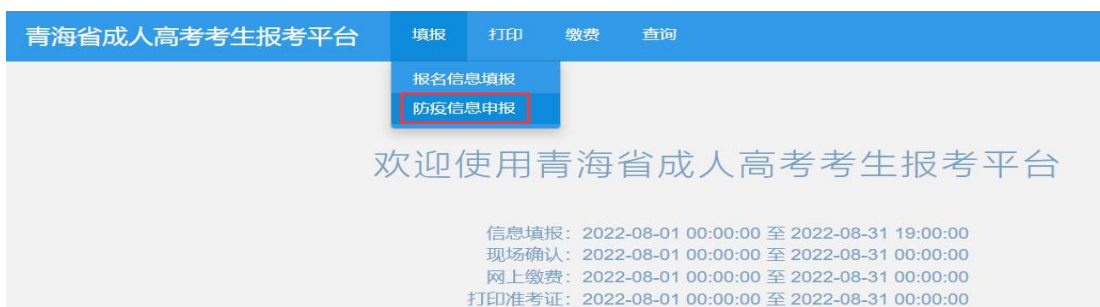 青海省成人高考考生报考平台 填报 打印 缴费 查询
报名信息填报
防疫信息申报
欢迎使用青海省成人高考考生报考平台
信息填报：2022-08-01 00:00:00 至 2022-08-31 19:00:00
现场确认：2022-08-01 00:00:00 至 2022-08-31 00:00:00
网上缴费：2022-08-01 00:00:00 至 2022-08-31 00:00:00
打印准考证：2022-08-01 00:00:00 至 2022-08-31 00:00:00